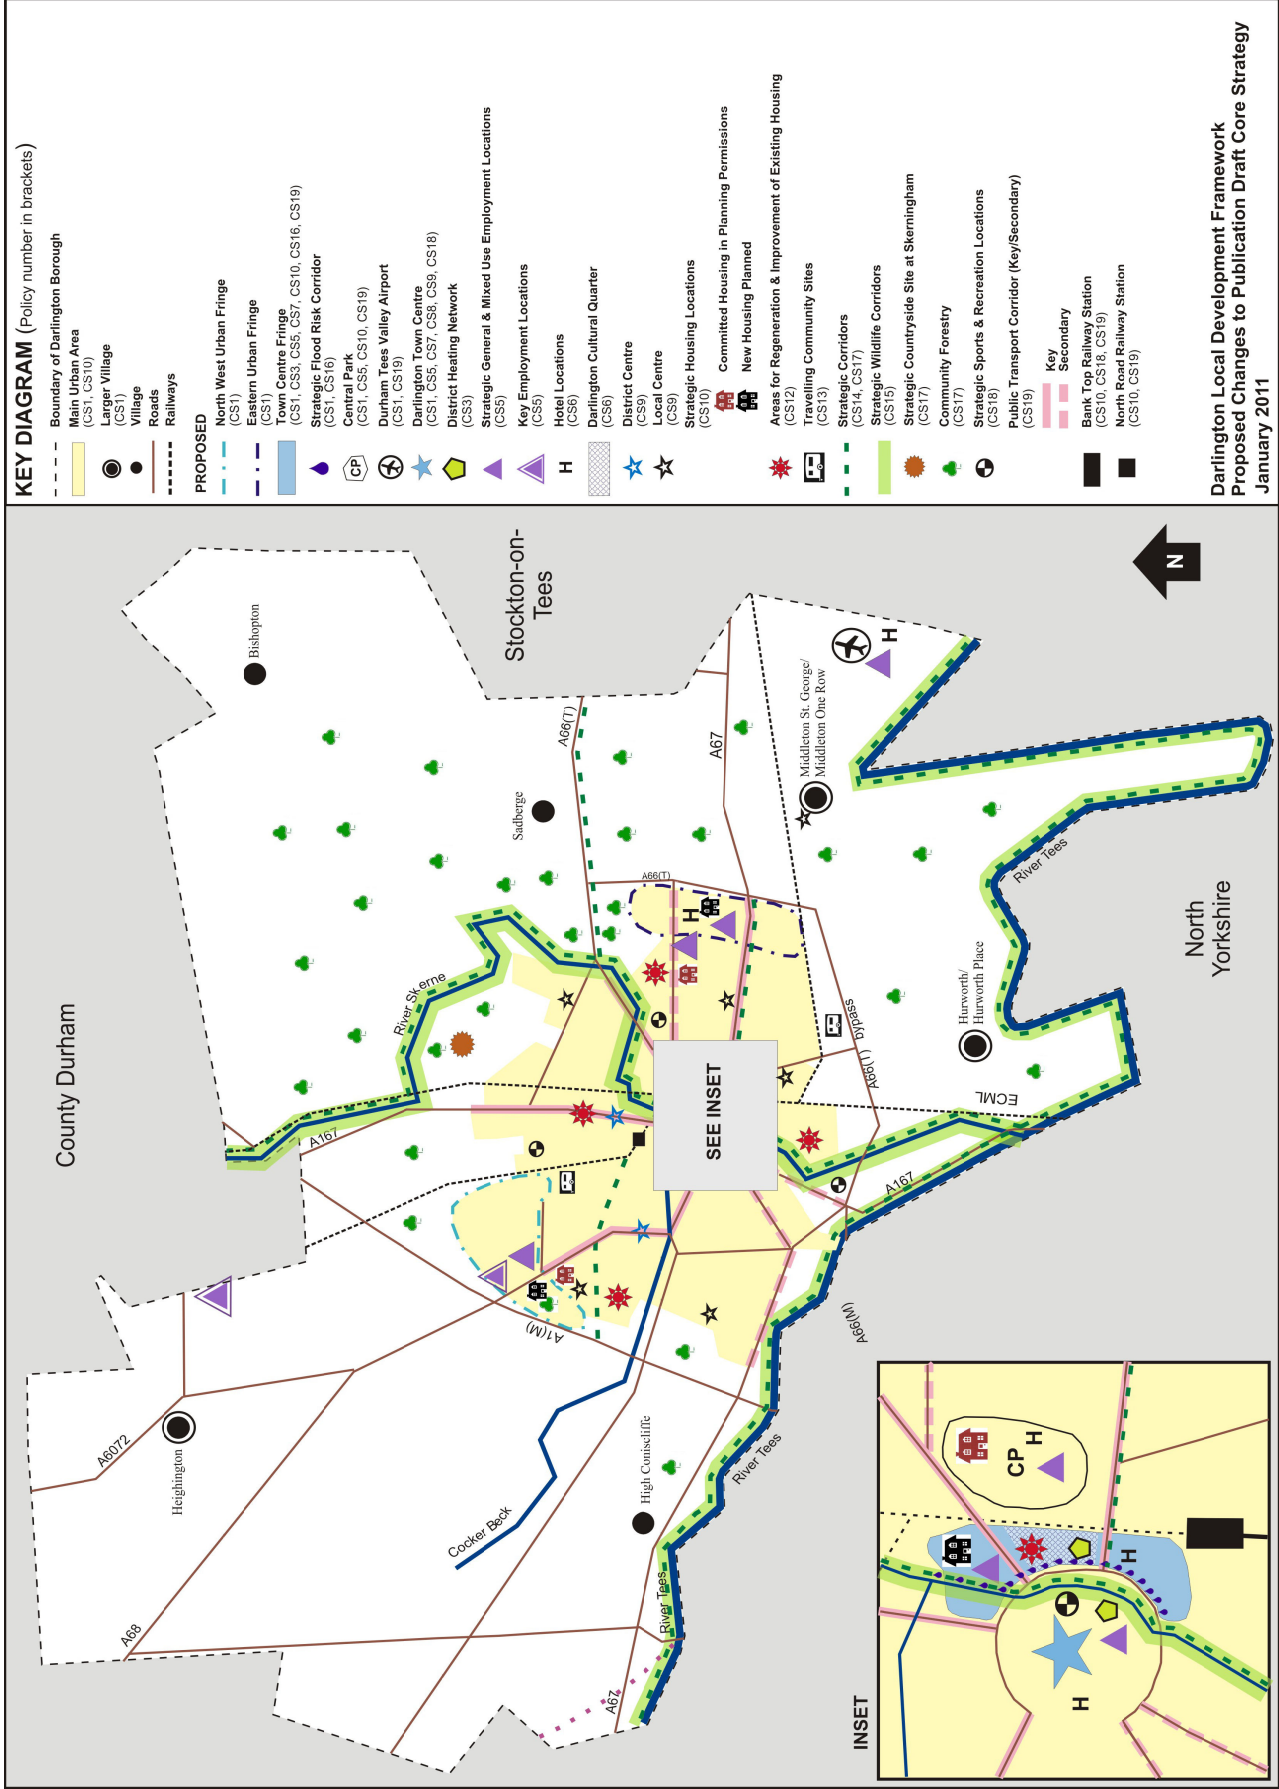 KEY DIAGRAM (Policy number in brackets)
Boundary of Darlington Borough
Main Urban Area
(CS1, CS10)
Larger Village
(CS1)
Village
Roads
Railways
PROPOSED
North West Urban Fringe
(CS1)
Eastern Urban Fringe
(CS1)
Town Centre Fringe
(CS1, CS3, CS5, CS7, CS10, CS16, CS19)
Strategic Flood Risk Corridor
(CS1, CS16)
CP
Central Park
(CS1, CS5, CS10, CS19)
Durham Tees Valley Airport
(CS1, CS19)
Darlington Town Centre
(CS1, CS5, CS7, CS8, CS9, CS18)
District Heating Network
(CS3)
Strategic General & Mixed Use Employment Locations
(CS5)
Key Employment Locations
(CS5)
H
Hotel Locations
(CS6)
Darlington Cultural Quarter
(CS6)
District Centre
(CS9)
Local Centre
(CS9)
Strategic Housing Locations
(CS10)
Committed Housing in Planning Permissions
New Housing Planned
Areas for Regeneration & Improvement of Existing Housing
(CS12)
Travelling Community Sites
(CS13)
Strategic Corridors
(CS14, CS17)
Strategic Wildlife Corridors
(CS15)
Strategic Countryside Site at Skerningham
(CS17)
Community Forestry
(CS17)
Strategic Sports & Recreation Locations
(CS18)
Public Transport Corridor (Key/Secondary)
(CS19)
Key
Secondary
Bank Top Railway Station
(CS10, CS18, CS19)
North Road Railway Station
(CS10, CS19)
Darlington Local Development Framework
Proposed Changes to Publication Draft Core Strategy
January 2011
County Durham
Stockton-on-
Tees
North
Yorkshire
N
Bishopton
Sadberge
Middleton St. George/
Middleton One Row
Hurworth/
Hurworth Place
Heighington
High Coniscliffe
River Skerne
River Tees
River Tees
River Tees
Cocker Beck
A66(T)
A66(T)
A67
A66(T) bypass
ECML
A167
A167
A1(M)
A66(M)
A6072
A68
A67
H
H
SEE INSET
INSET
CP
H
H
H